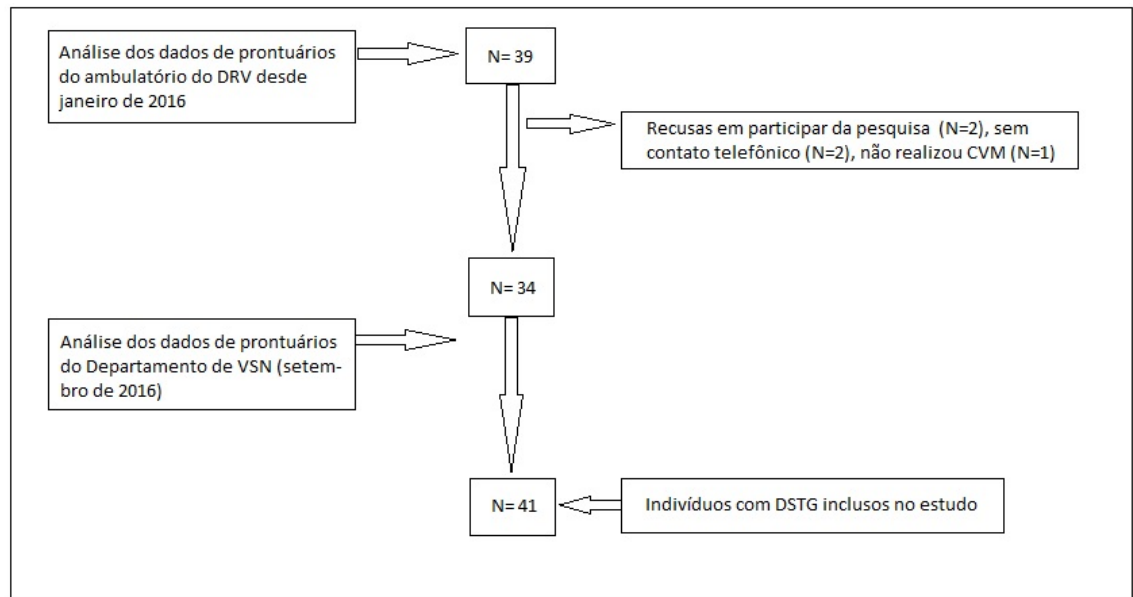 Análise dos dados de prontuários
do ambulatório do DRV desde
janeiro de 2016
N= 39
Recusas em participar da pesquisa (N=2), sem
contato telefônico (N=2), não realizou CVM (N=1)
N= 34
Análise dos dados de prontuários
do Departamento de VSN (setem-
bro de 2016)
N= 41
Indivíduos com DSTG inclusos no estudo